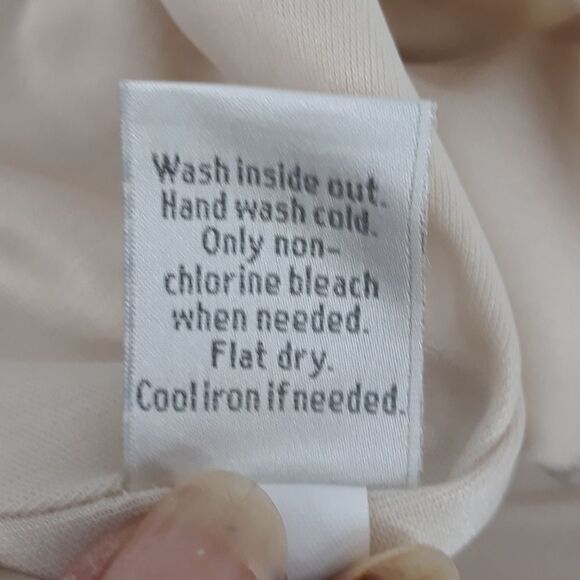 Wash inside out.
Hand wash cold.
Only non-
chlorine bleach
when needed.
Flat dry.
Cool iron if needed.